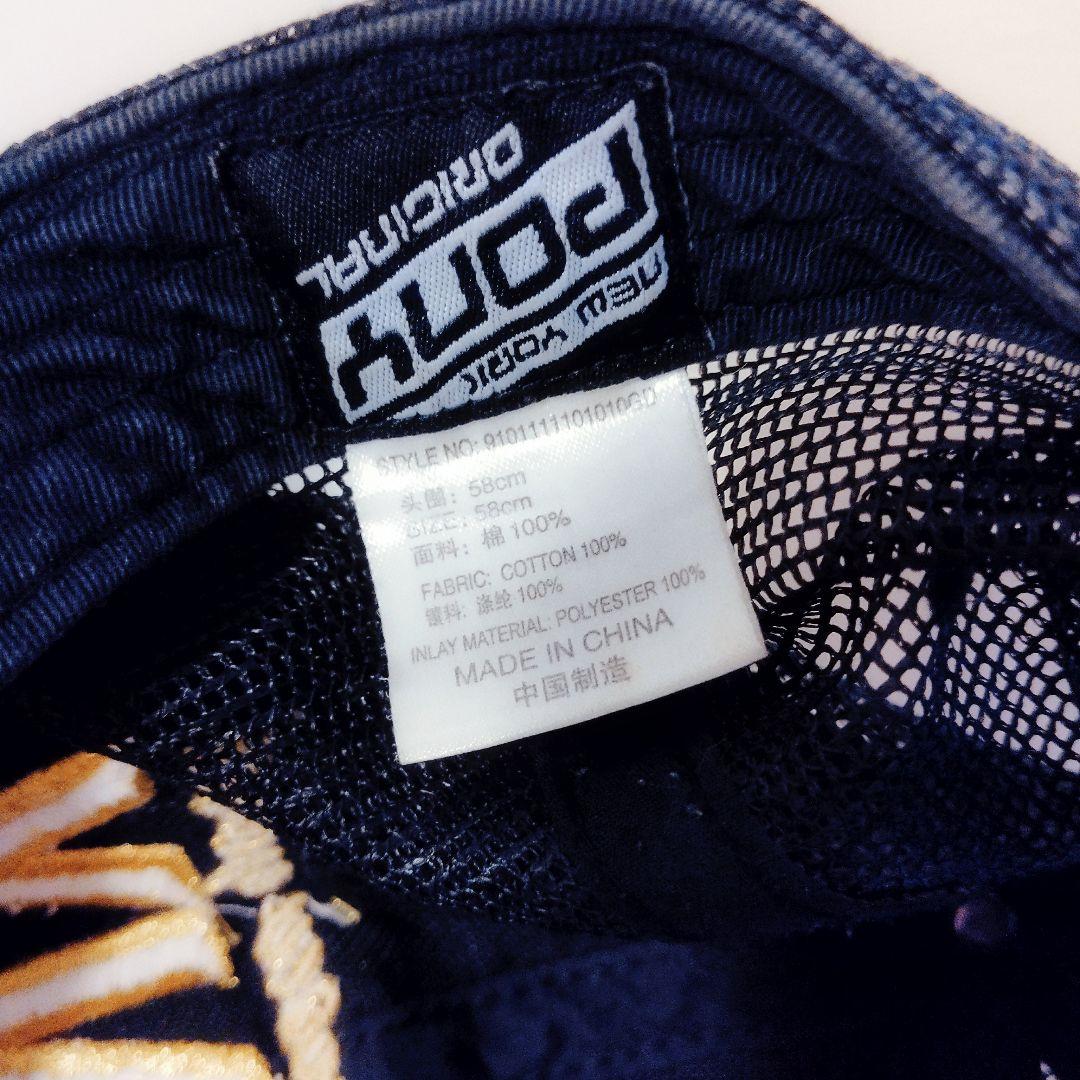 ORIGINAL
PONY
NEW YORK
STYLE NO: 9101111101010GD
头围: 58cm
SIZE: 58cm
面料: 棉 100%
FABRIC: COTTON 100%
镶料: 涤纶 100%
INLAY MATERIAL: POLYESTER 100%
MADE IN CHINA
中国制造